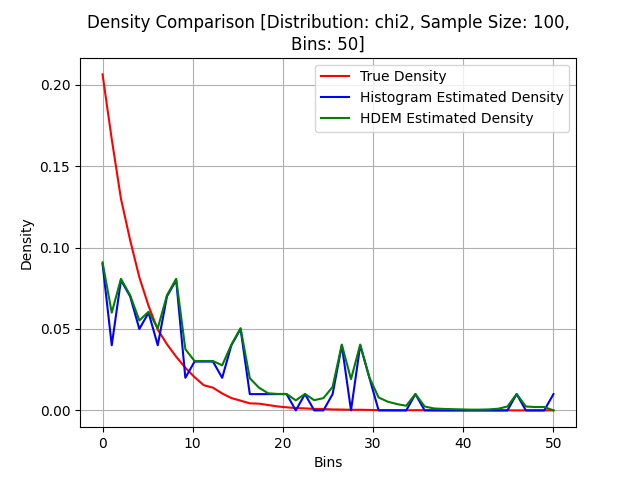 Density Comparison [Distribution: chi2, Sample Size: 100,
Bins: 50]
True Density
Histogram Estimated Density
HDEM Estimated Density
Density
0.20
0.15
0.10
0.05
0.00
0 10 20 30 40 50
Bins